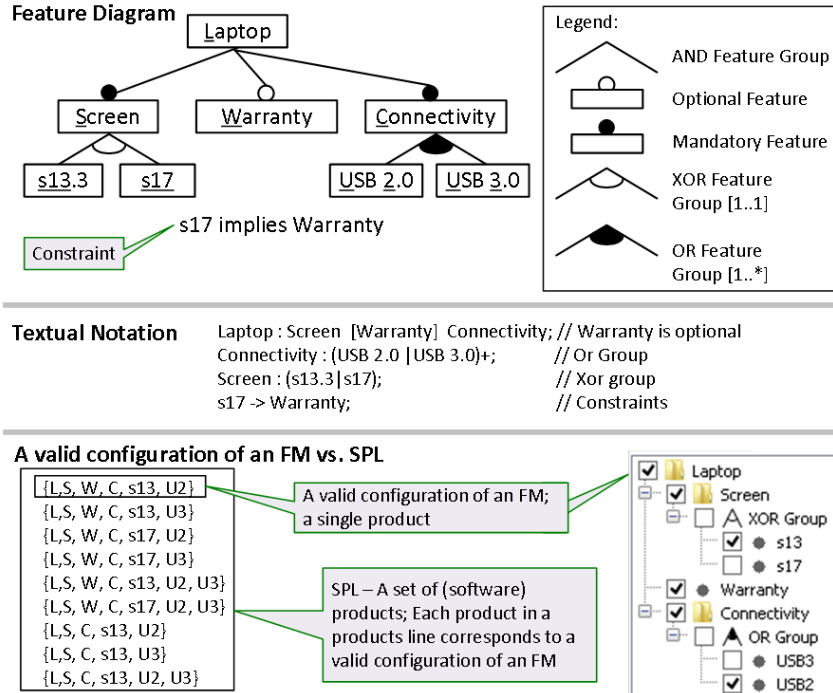 Feature Diagram
Laptop
Screen
Warranty
Connectivity
s13.3
s17
USB 2.0
USB 3.0
s17 implies Warranty
Constraint
Legend:
AND Feature Group
Optional Feature
Mandatory Feature
XOR Feature
Group [1..1]
OR Feature
Group [1..*]
Textual Notation
Laptop : Screen [Warranty] Connectivity; // Warranty is optional
Connectivity : (USB 2.0 | USB 3.0)+; // Or Group
Screen : (s13.3|s17); // Xor group
s17 -> Warranty; // Constraints
A valid configuration of an FM vs. SPL
{L,S, W, C, s13, U2}
{L,S, W, C, s13, U3}
{L,S, W, C, s17, U2}
{L,S, W, C, s17, U3}
{L,S, W, C, s13, U2, U3}
{L,S, W, C, s17, U2, U3}
{L,S, C, s13, U2}
{L,S, C, s13, U3}
{L,S, C, s13, U2, U3}
A valid configuration of an FM;
a single product
SPL – A set of (software)
products; Each product in a
products line corresponds to a
valid configuration of an FM
Laptop
Screen
XOR Group
s13
s17
Warranty
Connectivity
OR Group
USB3
USB2